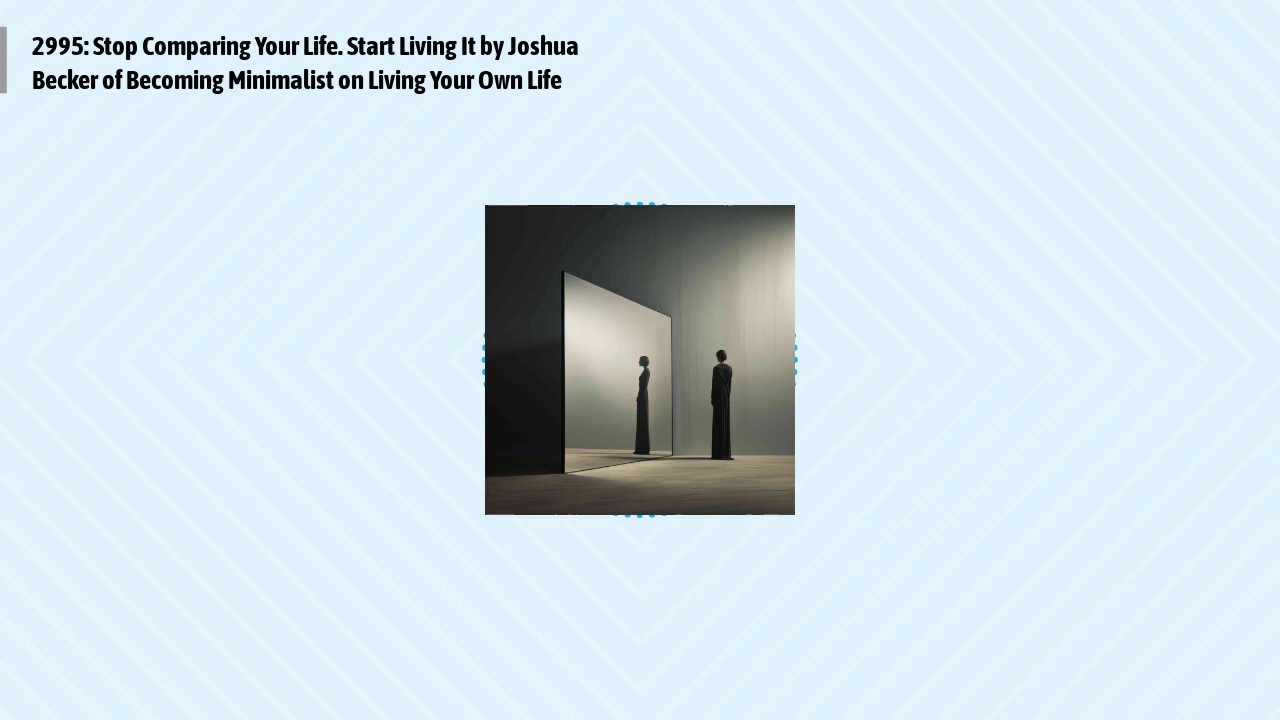 2995: Stop Comparing Your Life. Start Living It by Joshua
Becker of Becoming Minimalist on Living Your Own Life